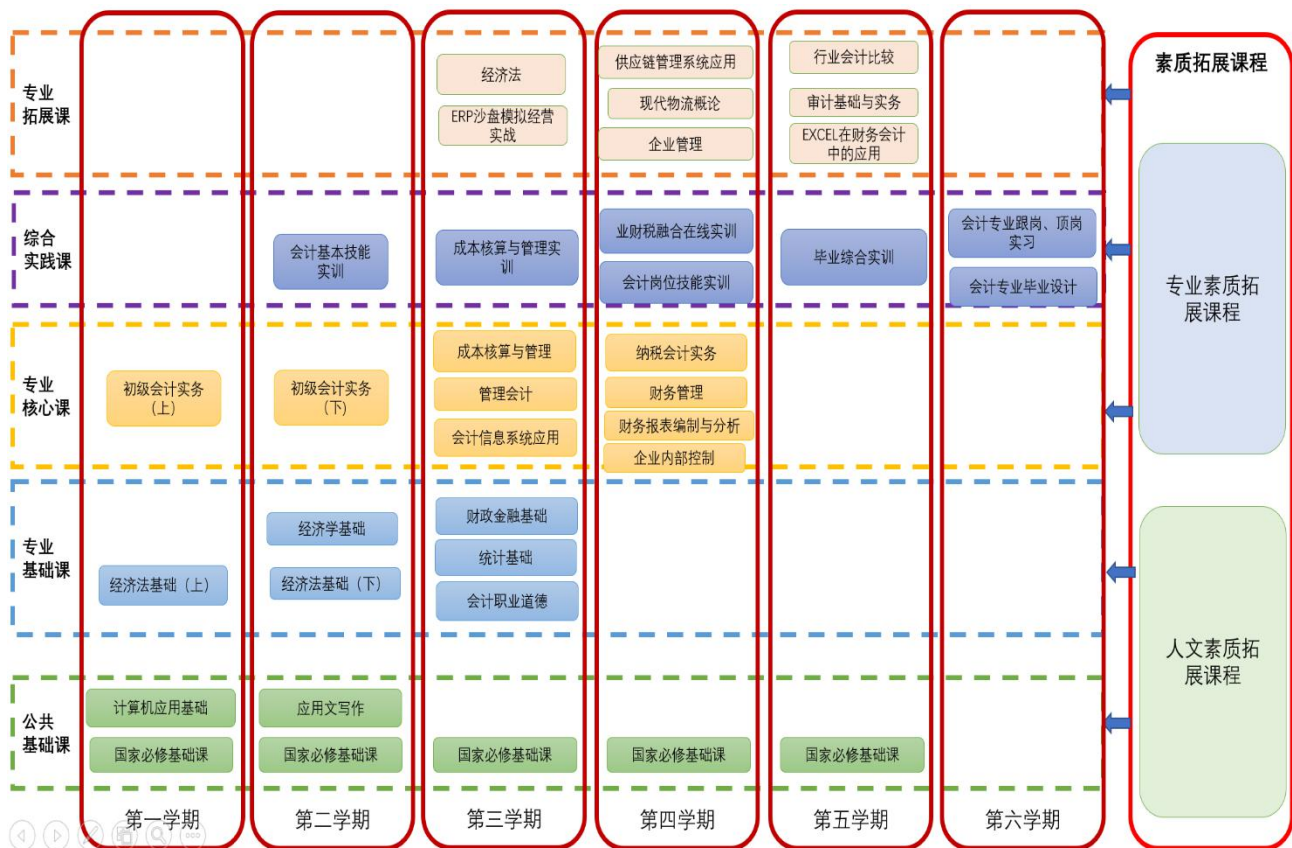 专业
拓展课
经济法
ERP沙盘模拟经营
实战
供应链管理系统应用
现代物流概论
企业管理
行业会计比较
审计基础与实务
EXCEL在财务会计
中的应用
综合
实践课
会计基本技能
实训
成本核算与管理实
训
业财税融合在线实训
会计岗位技能实训
毕业综合实训
会计专业跟岗、顶岗
实习
会计专业毕业设计
专业
核心课
初级会计实务
(上)
初级会计实务
(下)
成本核算与管理
管理会计
会计信息系统应用
纳税会计实务
财务管理
财务报表编制与分析
企业内部控制
专业
基础课
经济法基础（上）
经济学基础
经济法基础（下）
财政金融基础
统计基础
会计职业道德
公共
基础课
计算机应用基础
国家必修基础课
应用文写作
国家必修基础课
国家必修基础课
国家必修基础课
国家必修基础课
第一学期
第二学期
第三学期
第四学期
第五学期
第六学期
素质拓展课程
专业素质拓
展课程
人文素质拓
展课程